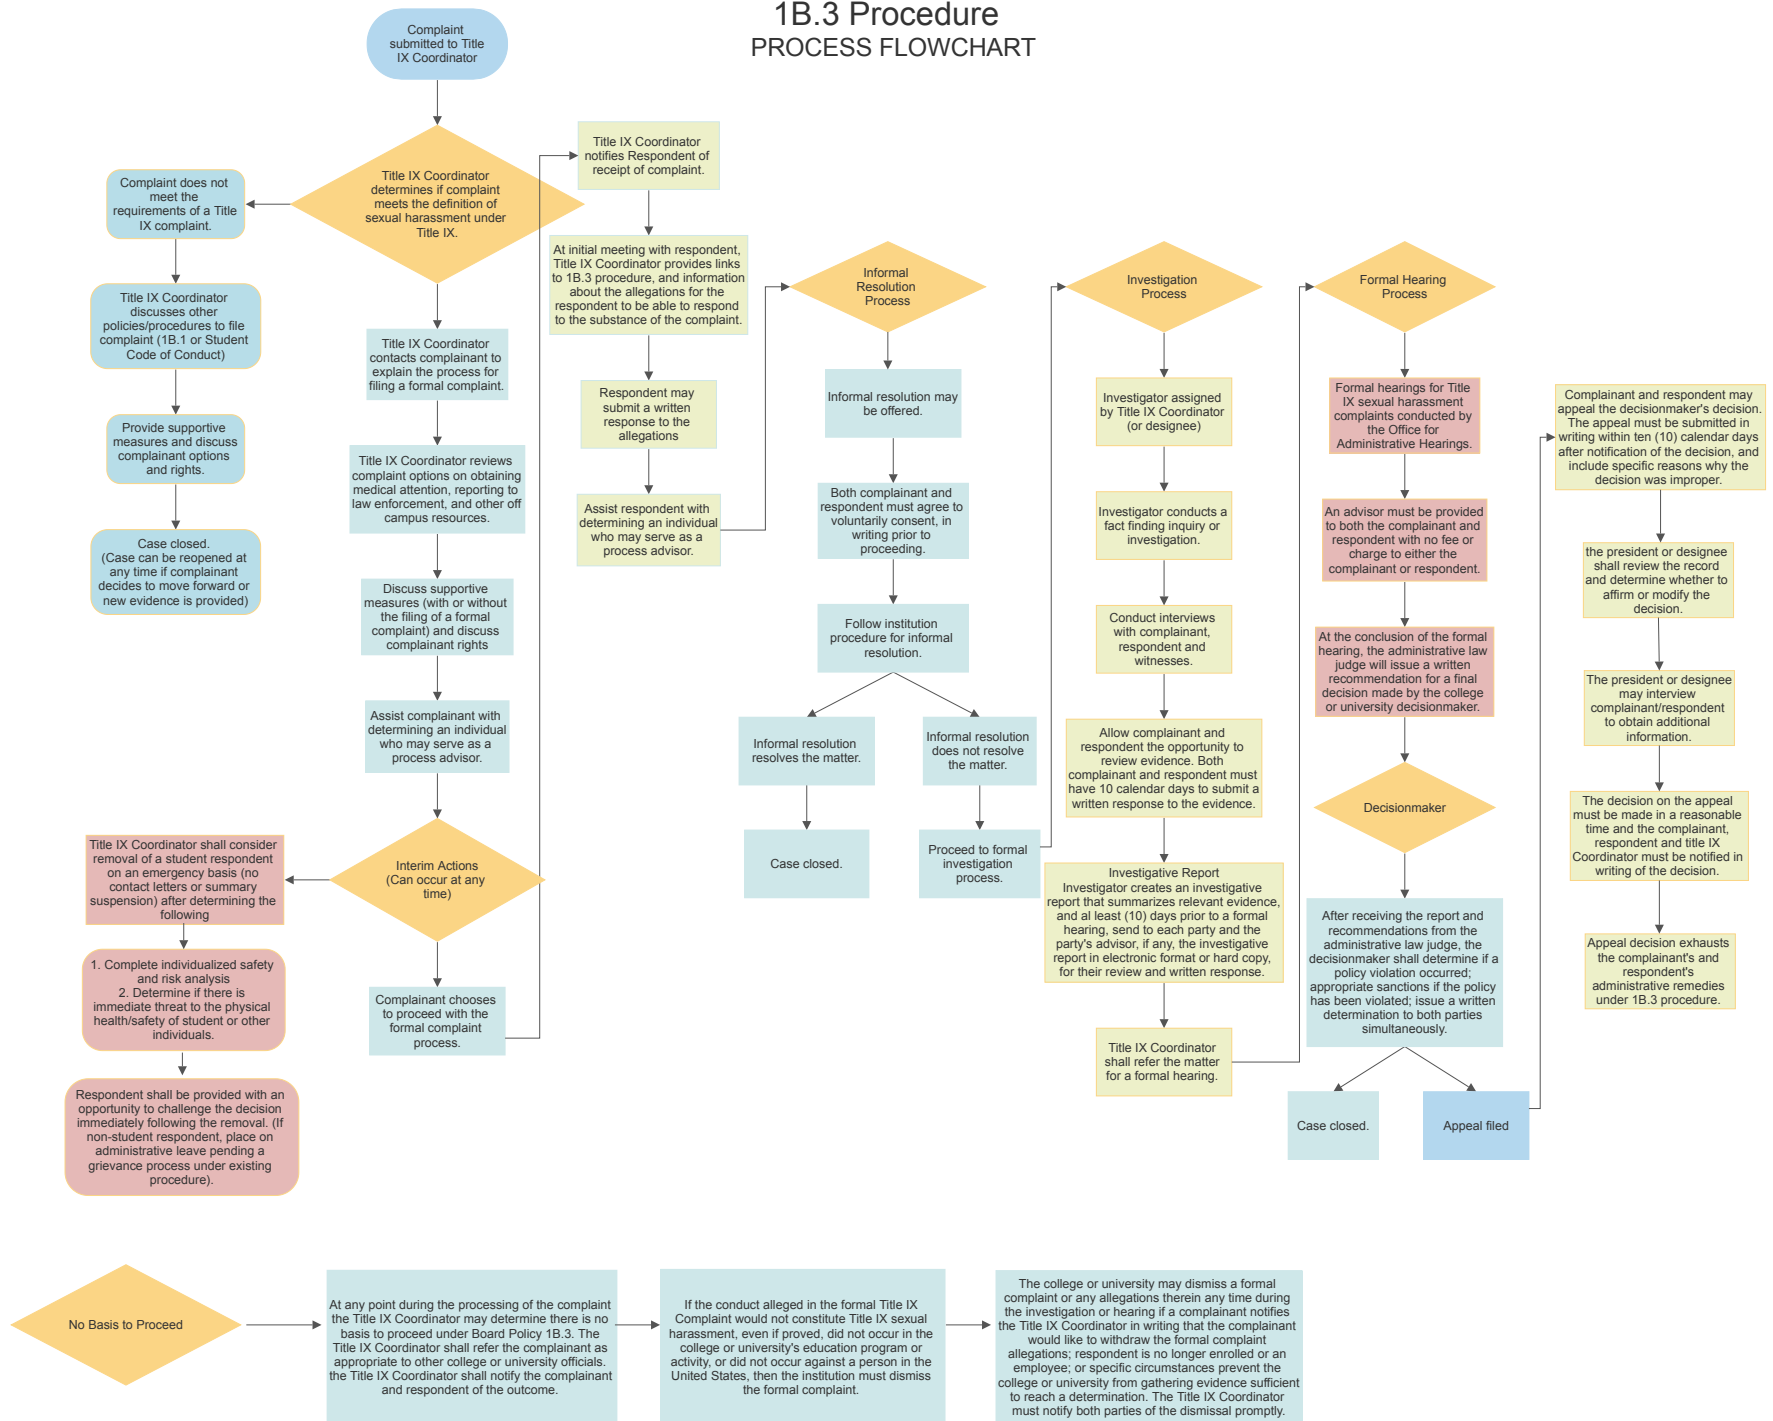 1B.3 Procedure
PROCESS FLOWCHART
Complaint
submitted to Title
IX Coordinator
Title IX Coordinator
determines if complaint
meets the definition of
sexual harassment under
Title IX.
Complaint does not
meet the
requirements of a Title
IX complaint.
Title IX Coordinator
discusses other
policies/procedures to file
complaint (1B.1 or Student
Code of Conduct)
Provide supportive
measures and discuss
complainant options
and rights.
Case closed.
(Case can be reopened at
any time if complainant
decides to move forward or
new evidence is provided)
Title IX Coordinator
contacts complainant to
explain the process for
filing a formal complaint.
Title IX Coordinator reviews
complaint options on obtaining
medical attention, reporting to
law enforcement, and other off
campus resources.
Discuss supportive
measures (with or without
the filing of a formal
complaint) and discuss
complainant rights
Assist complainant with
determining an individual
who may serve as a
process advisor.
Interim Actions
(Can occur at any
time)
Title IX Coordinator shall consider
removal of a student respondent
on an emergency basis (no
contact letters or summary
suspension) after determining the
following
1. Complete individualized safety
and risk analysis
2. Determine if there is
immediate threat to the physical
health/safety of student or other
individuals.
Respondent shall be provided with an
opportunity to challenge the decision
immediately following the removal. (If
non-student respondent, place on
administrative leave pending a
grievance process under existing
procedure).
Complainant chooses
to proceed with the
formal complaint
process.
Title IX Coordinator
notifies Respondent of
receipt of complaint.
At initial meeting with respondent,
Title IX Coordinator provides links
to 1B.3 procedure, and information
about the allegations for the
respondent to be able to respond
to the substance of the complaint.
Respondent may
submit a written
response to the
allegations
Assist respondent with
determining an individual
who may serve as a
process advisor.
Informal
Resolution
Process
Informal resolution may
be offered.
Both complainant and
respondent must agree to
voluntarily consent, in
writing prior to
proceeding.
Follow institution
procedure for informal
resolution.
Informal resolution
resolves the matter.
Case closed.
Informal resolution
does not resolve
the matter.
Proceed to formal
investigation
process.
Investigation
Process
Investigator assigned
by Title IX Coordinator
(or designee)
Investigator conducts a
fact finding inquiry or
investigation.
Conduct interviews
with complainant,
respondent and
witnesses.
Allow complainant and
respondent the opportunity to
review evidence. Both
complainant and respondent must
have 10 calendar days to submit a
written response to the evidence.
Investigative Report
Investigator creates an investigative
report that summarizes relevant evidence,
and al least (10) days prior to a formal
hearing, send to each party and the
party's advisor, if any, the investigative
report in electronic format or hard copy,
for their review and written response.
Title IX Coordinator
shall refer the matter
for a formal hearing.
Formal Hearing
Process
Formal hearings for Title
IX sexual harassment
complaints conducted by
the Office for
Administrative Hearings.
An advisor must be provided
to both the complainant and
respondent with no fee or
charge to either the
complainant or respondent.
At the conclusion of the formal
hearing, the administrative law
judge will issue a written
recommendation for a final
decision made by the college
or university decisionmaker.
Decisionmaker
After receiving the report and
recommendations from the
administrative law judge, the
decisionmaker shall determine if a
policy violation occurred;
appropriate sanctions if the policy
has been violated; issue a written
determination to both parties
simultaneously.
Case closed.
Appeal filed
Complainant and respondent may
appeal the decisionmaker's decision.
The appeal must be submitted in
writing within ten (10) calendar days
after notification of the decision, and
include specific reasons why the
decision was improper.
the president or designee
shall review the record
and determine whether to
affirm or modify the
decision.
The president or designee
may interview
complainant/respondent
to obtain additional
information.
The decision on the appeal
must be made in a reasonable
time and the complainant,
respondent and title IX
Coordinator must be notified in
writing of the decision.
Appeal decision exhausts
the complainant's and
respondent's
administrative remedies
under 1B.3 procedure.
No Basis to Proceed
At any point during the processing of the complaint
the Title IX Coordinator may determine there is no
basis to proceed under Board Policy 1B.3. The
Title IX Coordinator shall refer the complainant as
appropriate to other college or university officials.
the Title IX Coordinator shall notify the complainant
and respondent of the outcome.
If the conduct alleged in the formal Title IX
Complaint would not constitute Title IX sexual
harassment, even if proved, did not occur in the
college or university's education program or
activity, or did not occur against a person in the
United States, then the institution must dismiss
the formal complaint.
The college or university may dismiss a formal
complaint or any allegations therein any time during
the investigation or hearing if a complainant notifies
the Title IX Coordinator in writing that the complainant
would like to withdraw the formal complaint
allegations; respondent is no longer enrolled or an
employee; or specific circumstances prevent the
college or university from gathering evidence sufficient
to reach a determination. The Title IX Coordinator
must notify both parties of the dismissal promptly.